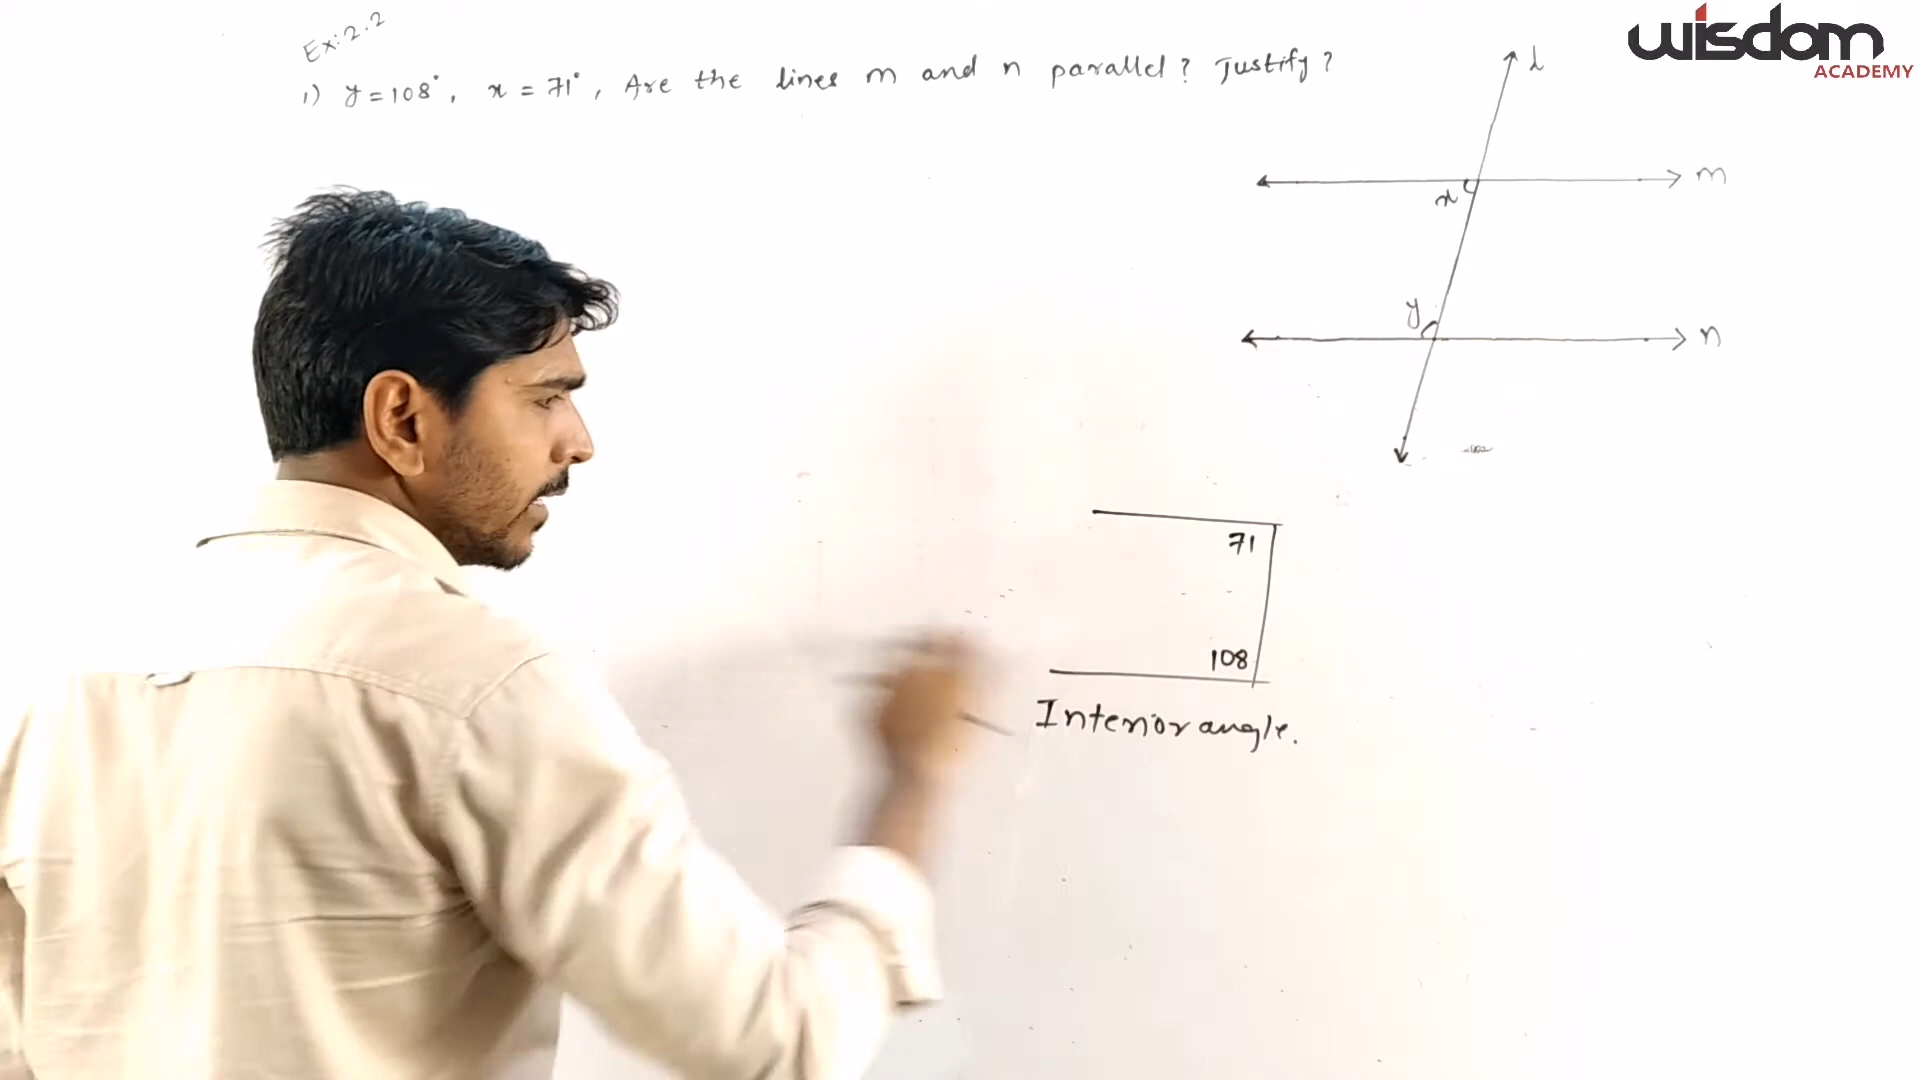 Ex: 2.2
1) y = 108°, x = 71°, Are the lines m and n parallel? Justify?
wisdom
ACADEMY
l
m
x
y
n
71
108
Interior angle.